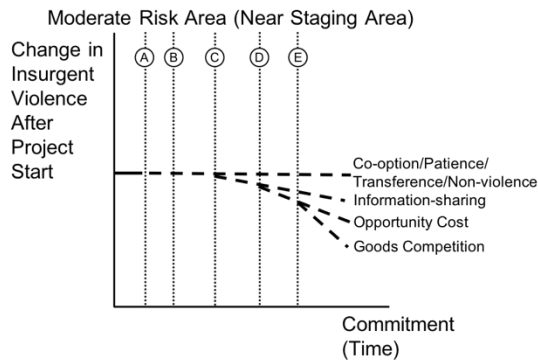 Moderate Risk Area (Near Staging Area)
Change in
Insurgent
Violence
After
Project
Start
A B C D E
Co-option/Patience/
Transference/Non-violence
Information-sharing
Opportunity Cost
Goods Competition
Commitment
(Time)